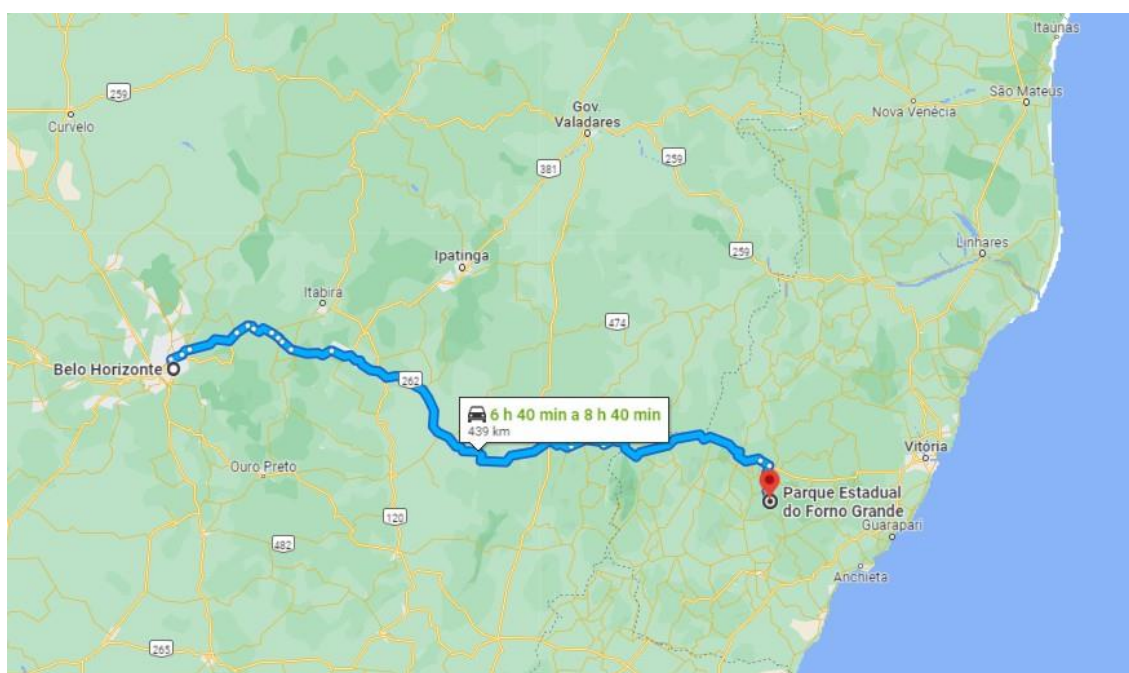 Itaúnas
259
Curvelo
Gov.
Valadares
São Mateus
Nova Venécia
381
259
Ipatinga
259
Linhares
Itabira
474
Belo Horizonte
262
6 h 40 min a 8 h 40 min
439 km
Ouro Preto
Vitória
Parque Estadual
do Forno Grande
Guarapari
120
482
Anchieta
265